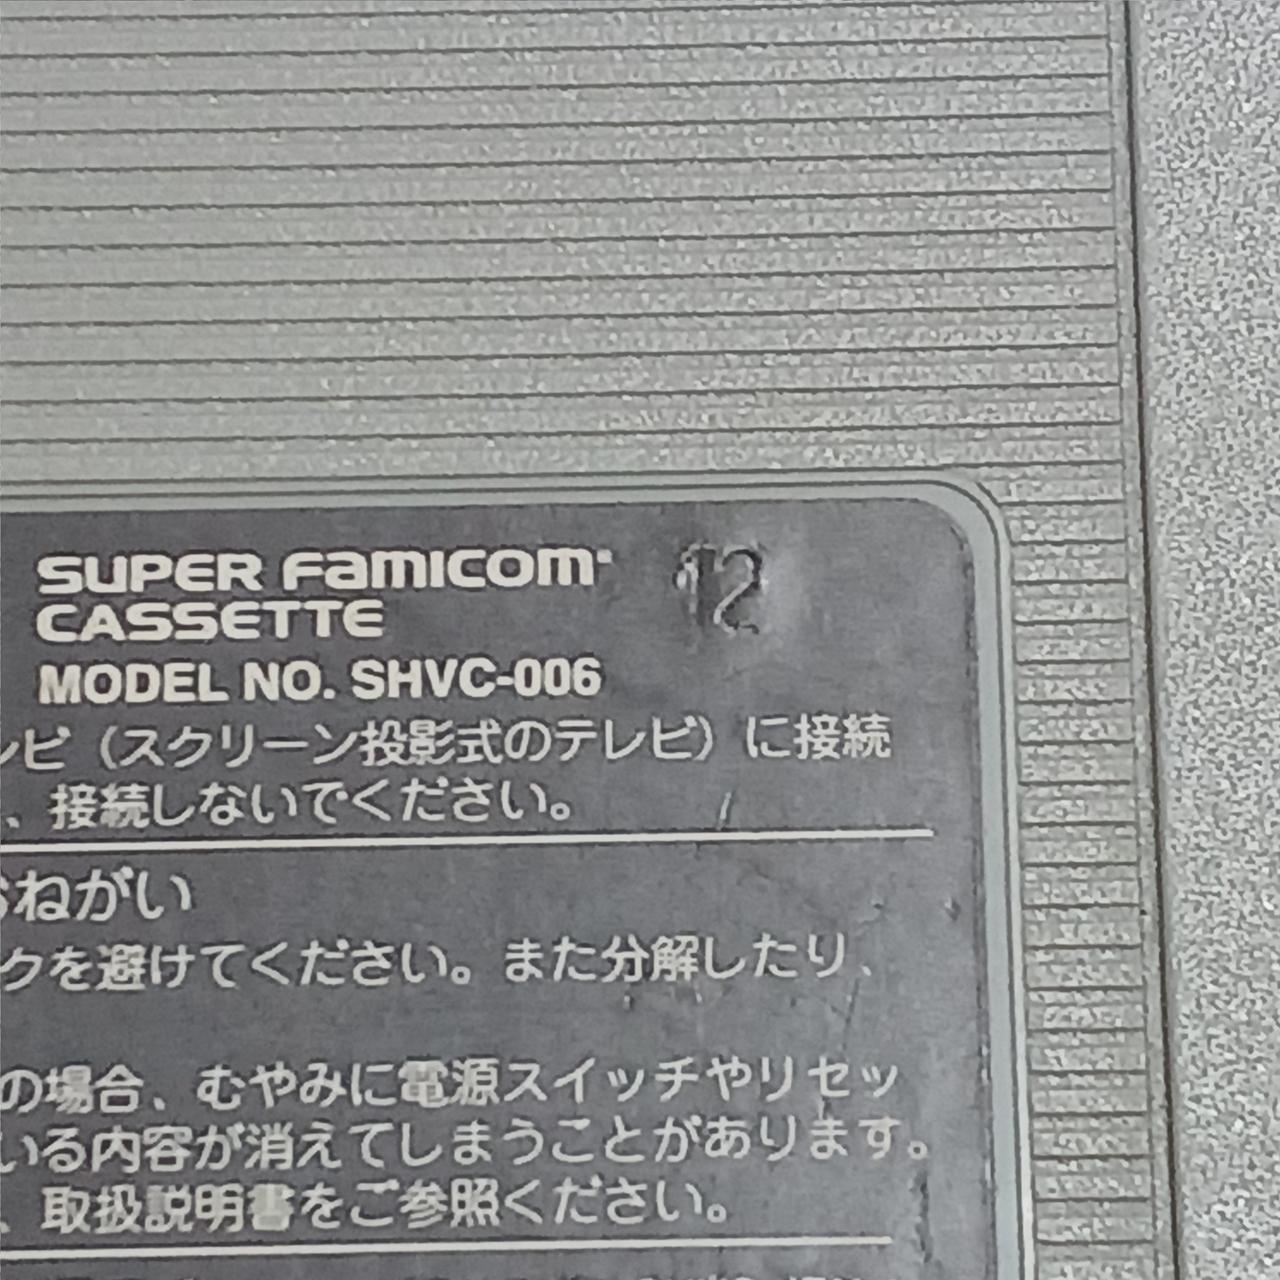 SUPER FAMICOM
12
CASSETTE
MODEL NO. SHVC-006
レビ（スクリーン投影式のテレビ）に接続
、接続しないでください。
おねがい
クを避けてください。また分解したり、
の場合、むやみに電源スイッチやリセッ
いる内容が消えてしまうことがあります。
、取扱説明書をご参照ください。